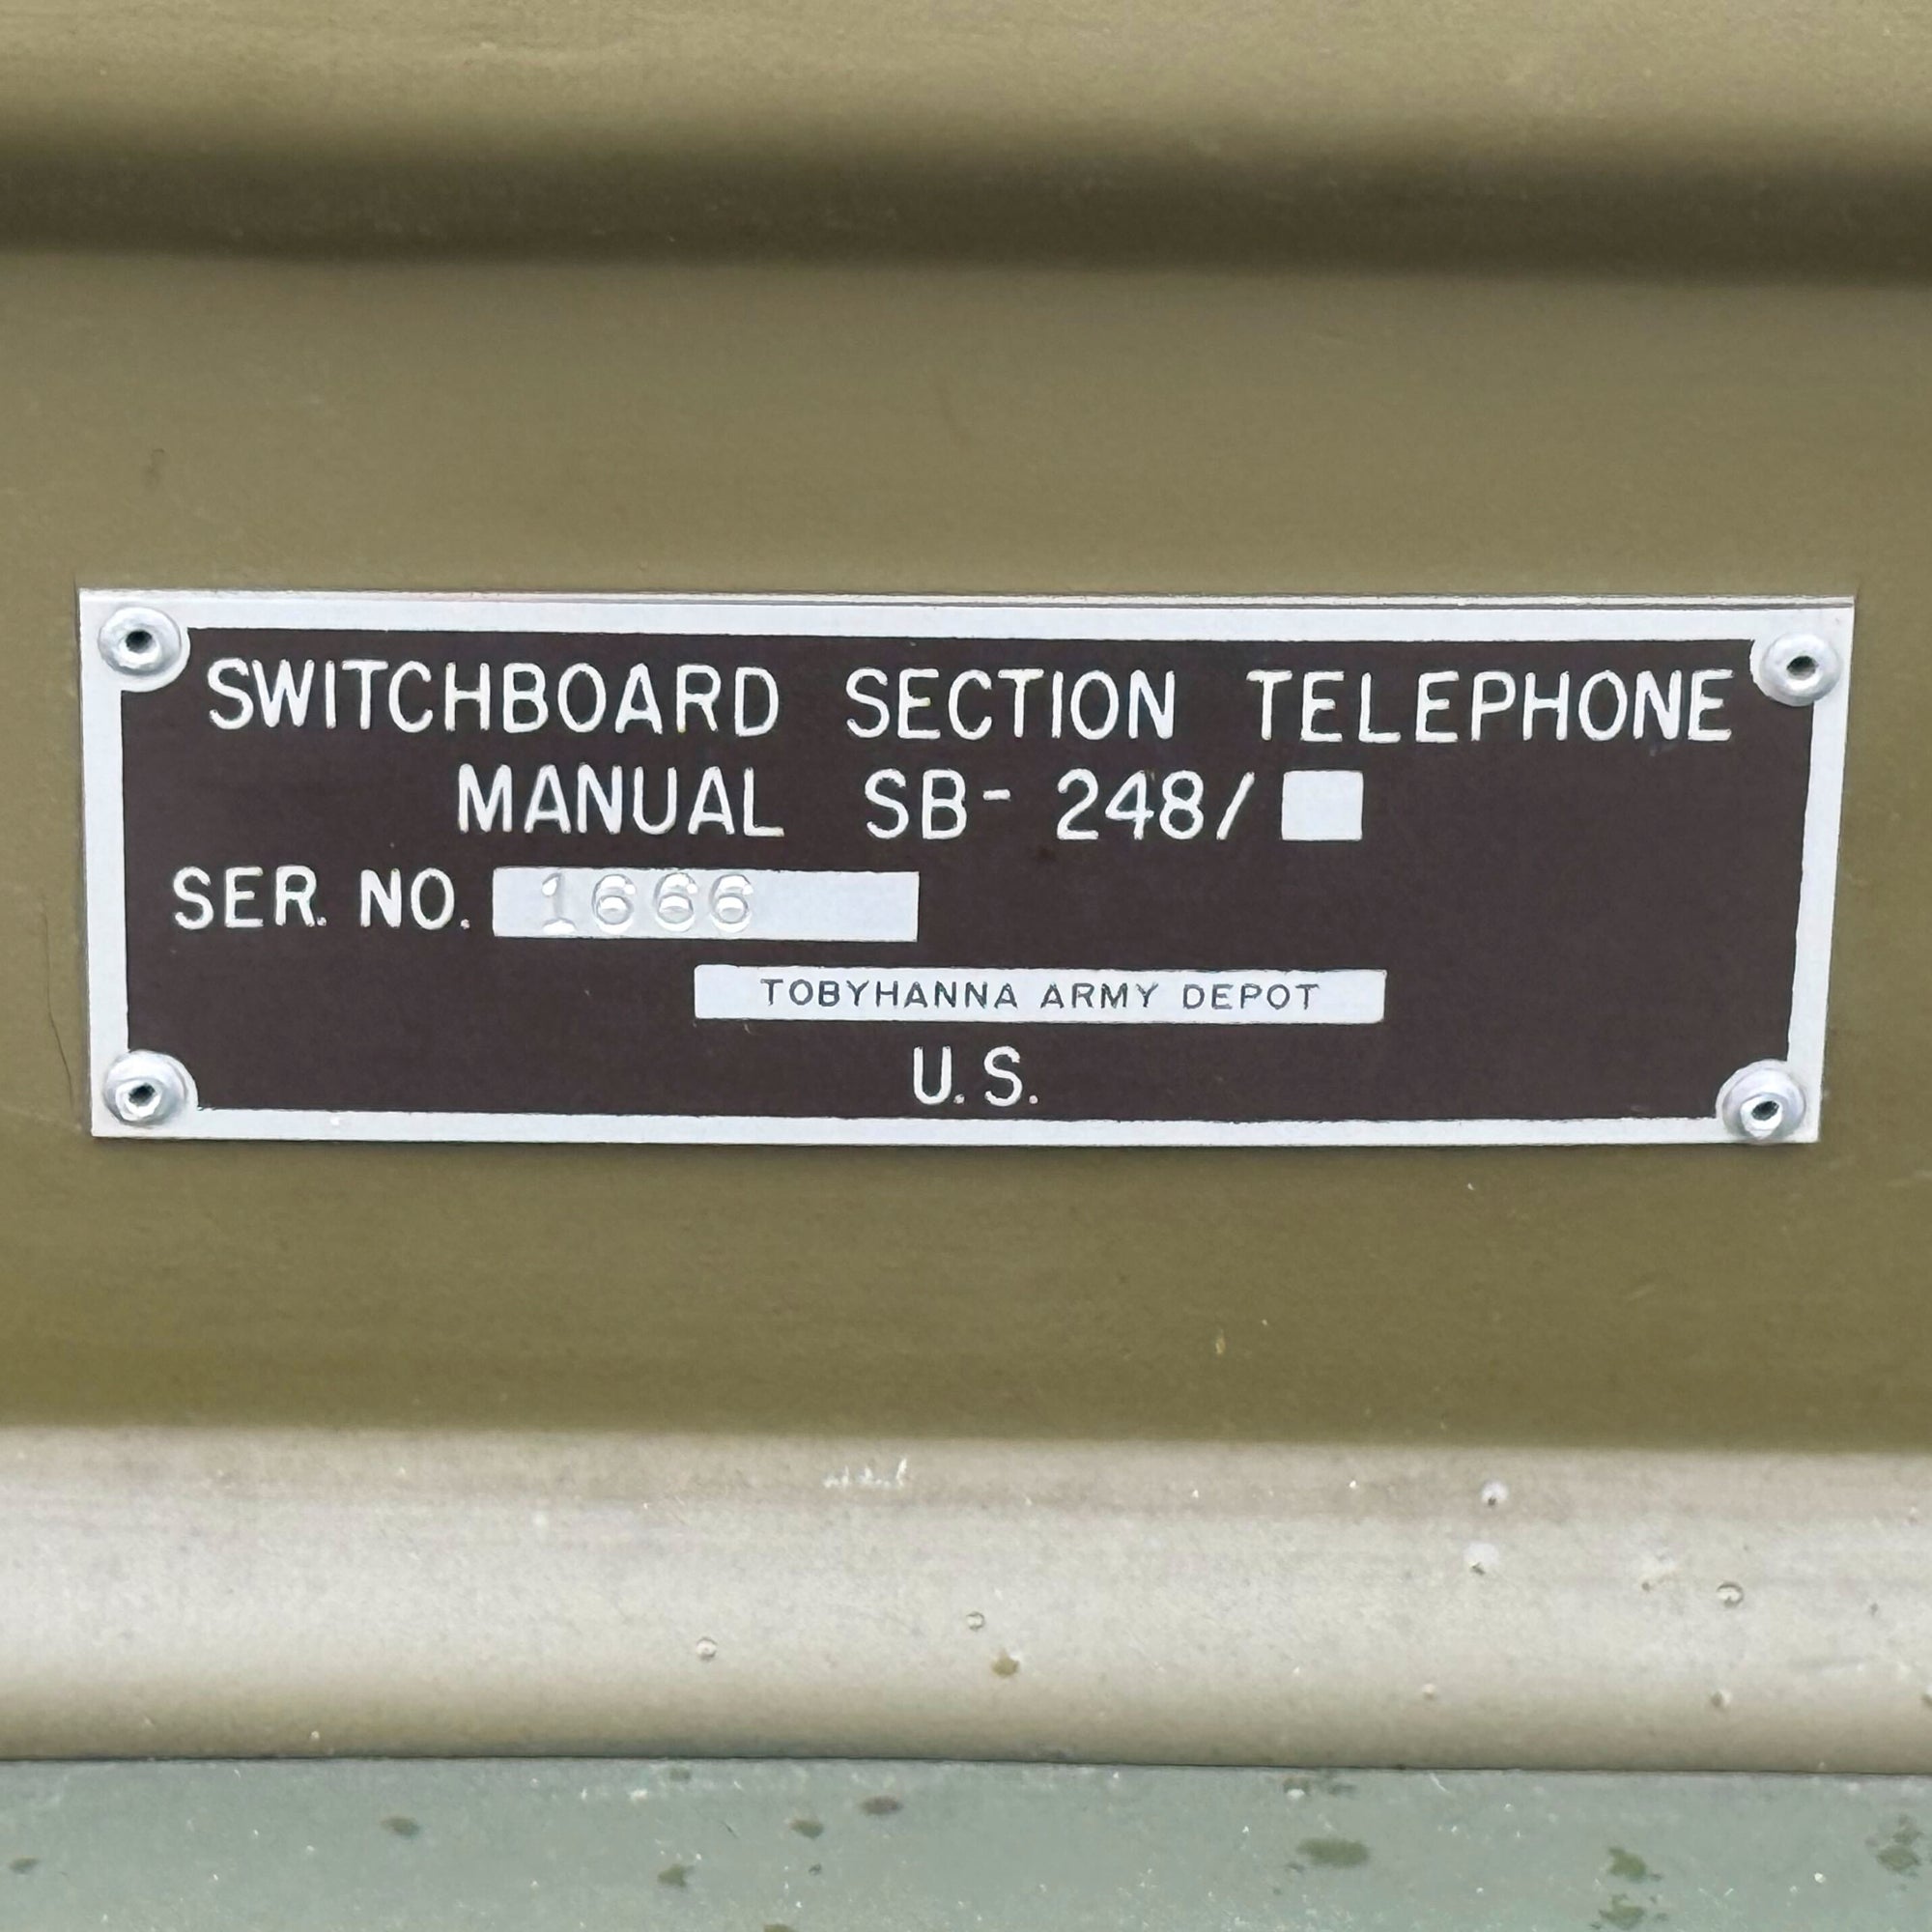 SWITCHBOARD SECTION TELEPHONE
MANUAL SB- 248/
SER. NO. 1666
TOBYHANNA ARMY DEPOT
U.S.